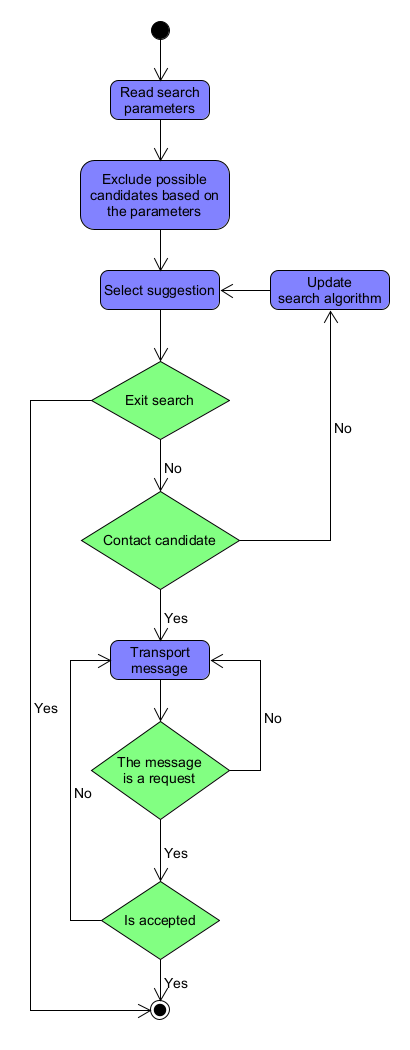 Read search
parameters
Exclude possible
candidates based on
the parameters
Select suggestion
Update
search algorithm
Exit search
No
No
Contact candidate
Yes
Transport
message
Yes
No
The message
is a request
No
Yes
Is accepted
Yes